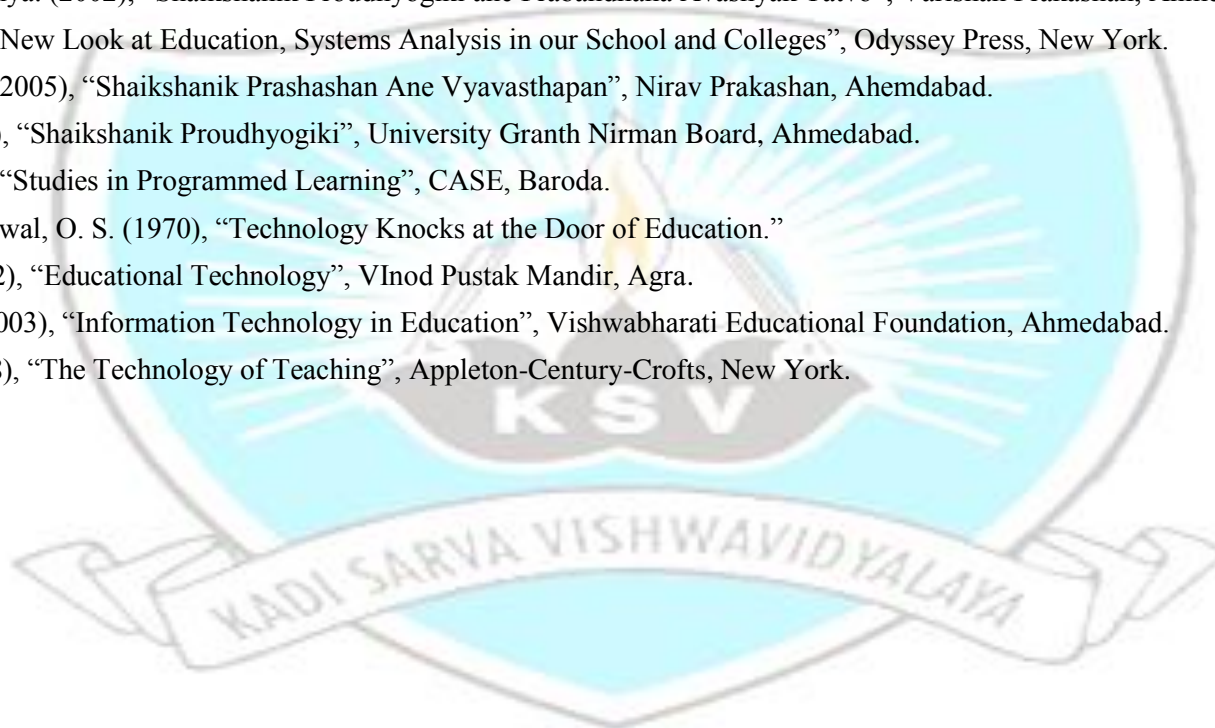 (2002), “Shaikshanik Proudhyogiki
New Look at Education, Systems Analysis in our School and Colleges”, Odyssey Press, New York.
2005), “Shaikshanik Prashashan Ane Vyavasthapan”, Nirav Prakashan, Ahemdabad.
), “Shaikshanik Proudhyogiki”, University Granth Nirman Board, Ahmedabad.
“Studies in Programmed Learning”, CASE, Baroda.
wal, O. S. (1970), “Technology Knocks at the Door of Education.”
2), “Educational Technology”, VInod Pustak Mandir, Agra.
003), “Information Technology in Education”, Vishwabharati Educational Foundation, Ahmedabad.
), “The Technology of Teaching”, Appleton-Century-Crofts, New York.
KSV
KADI SARVA VISHWAVIDYALAYA